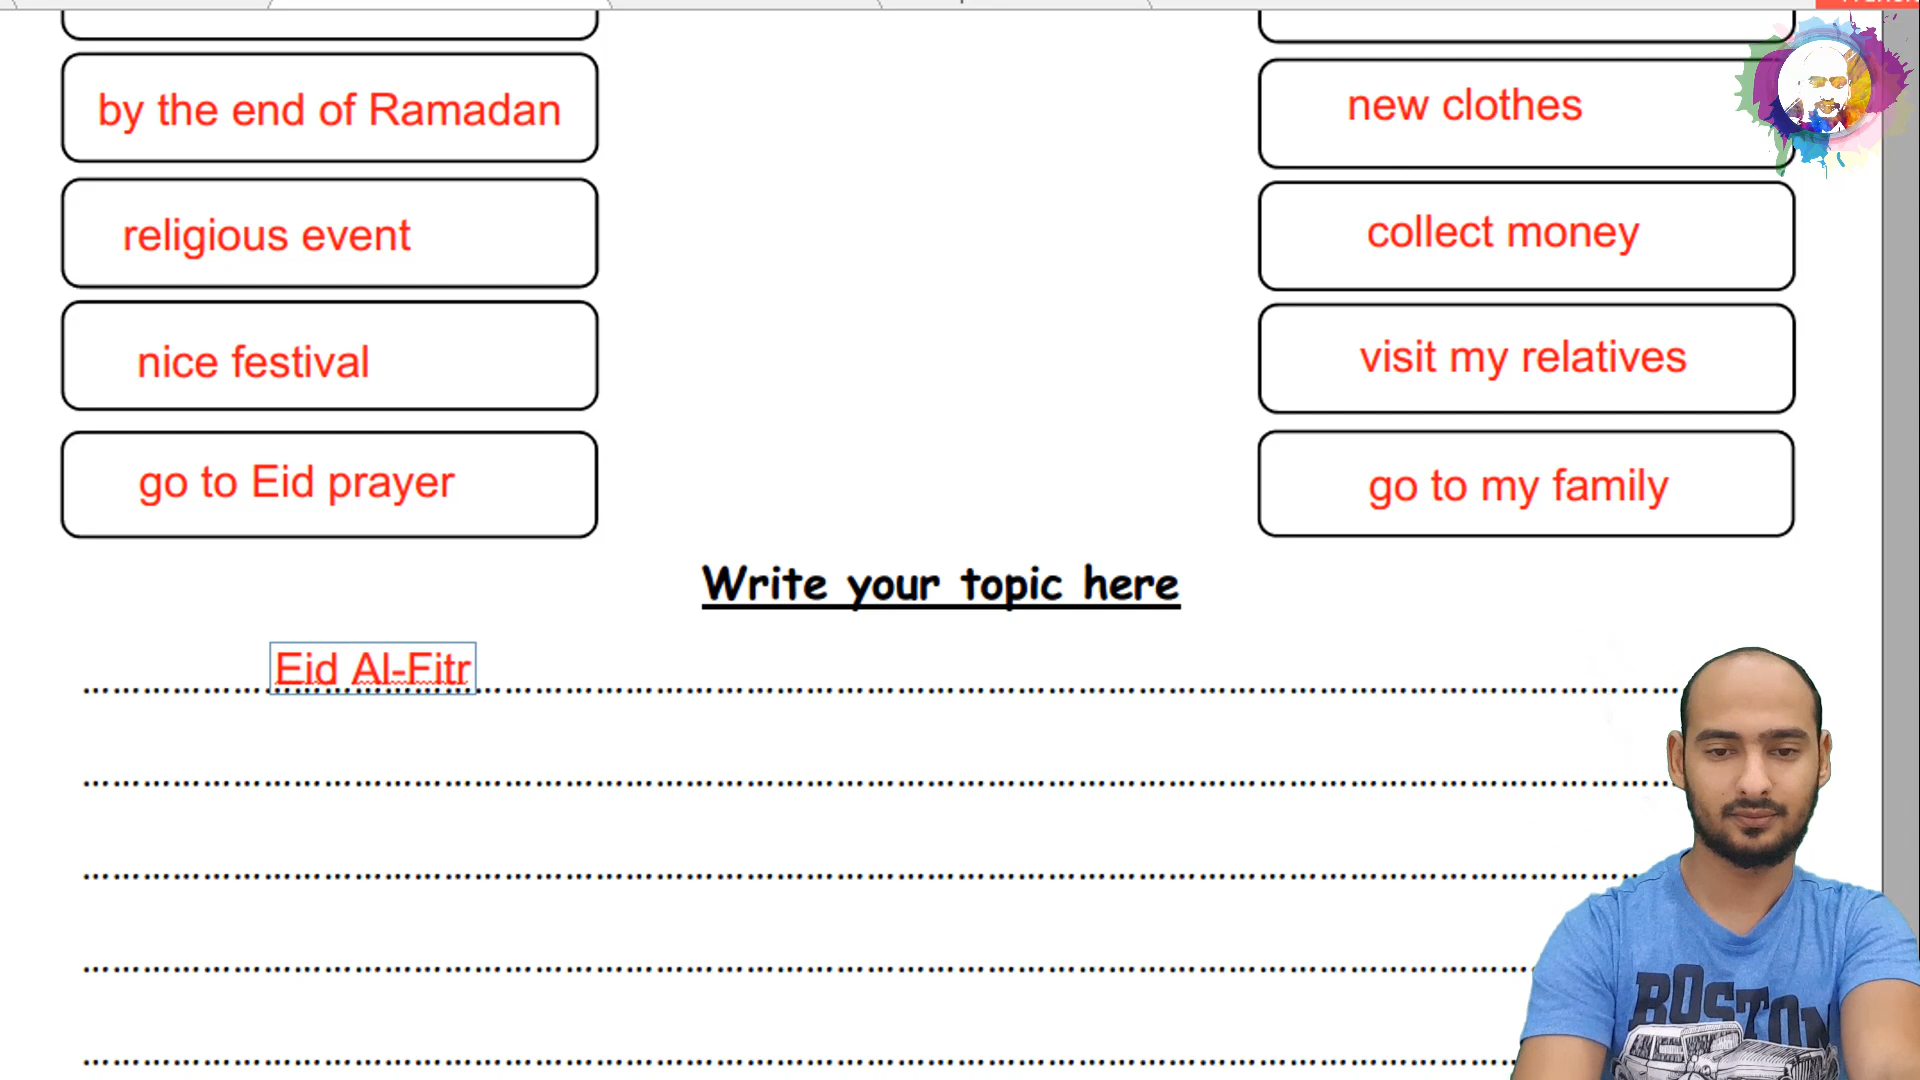 by the end of Ramadan
new clothes
religious event
collect money
nice festival
visit my relatives
go to Eid prayer
go to my family
Write your topic here
Eid Al-Fitr
BOSTON